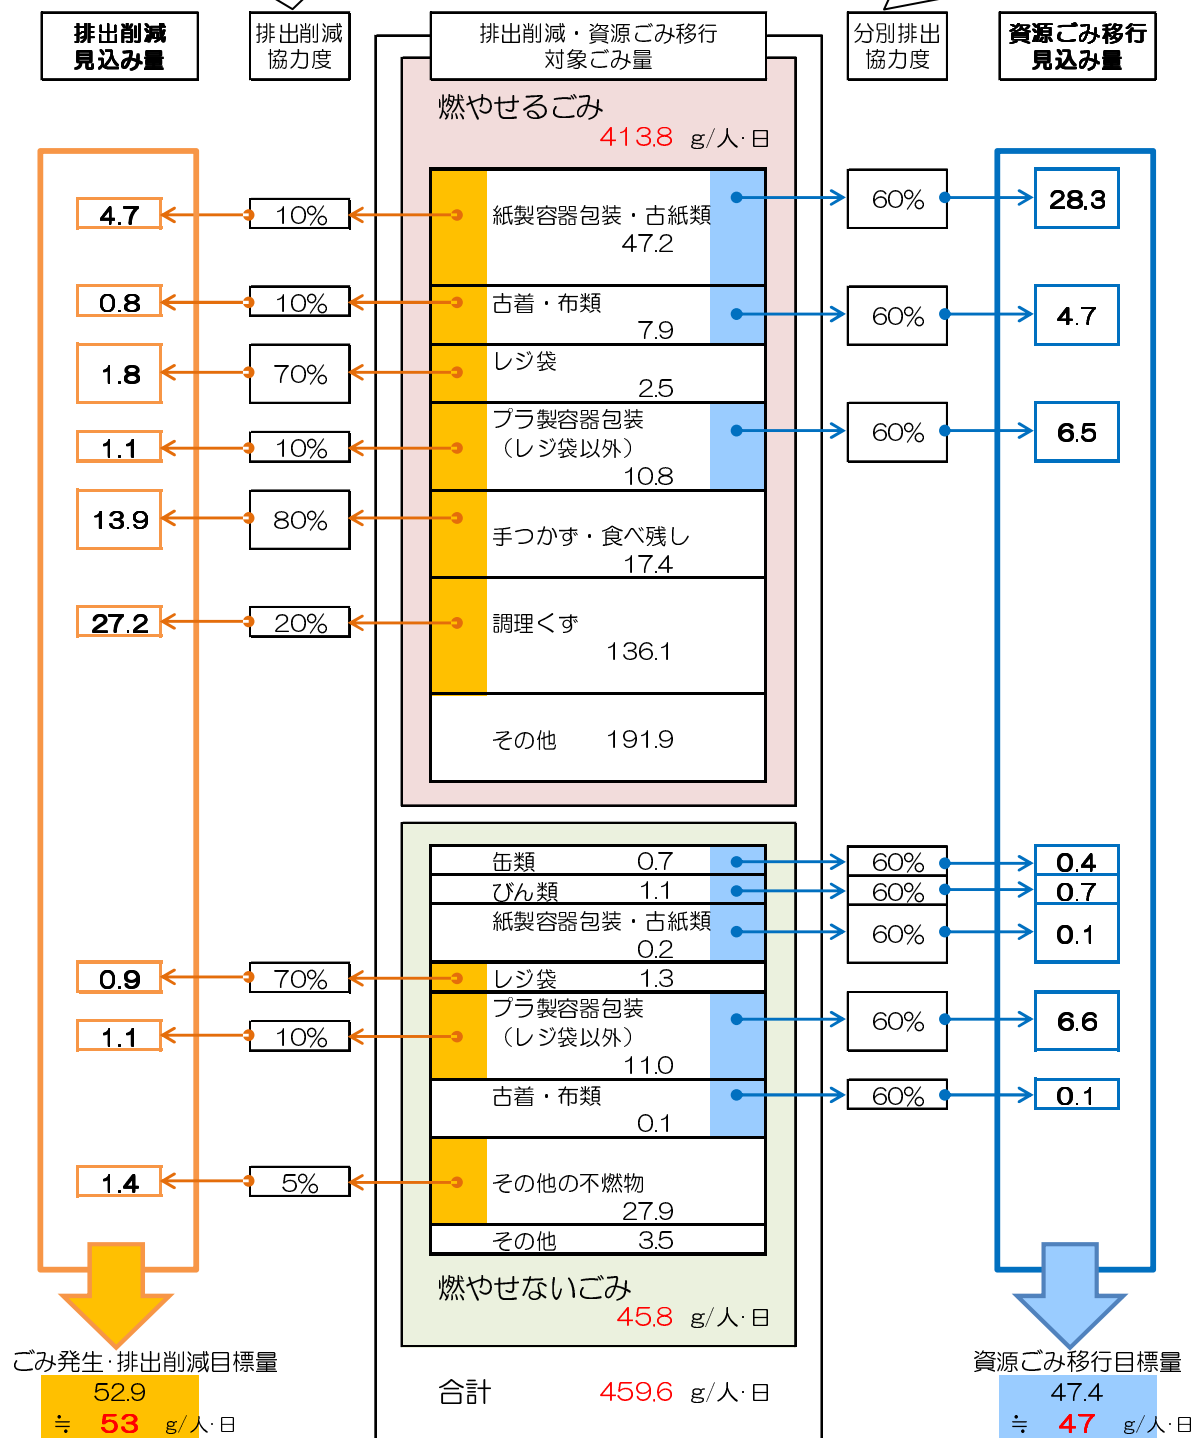 排出削減
見込み量
排出削減
協力度
排出削減・資源ごみ移行
対象ごみ量
分別排出
協力度
資源ごみ移行
見込み量
燃やせるごみ
413.8 g/人・日
4.7 10% 紙製容器包装・古紙類 60% 28.3
47.2
0.8 10% 古着・布類 60% 4.7
7.9
1.8 70% レジ袋
2.5
プラ製容器包装 60% 6.5
1.1 10% （レジ袋以外）
10.8
13.9 80% 手つかず・食べ残し
17.4
27.2 20% 調理くず
136.1
その他 191.9
缶類 0.7 60% 0.4
びん類 1.1 60% 0.7
紙製容器包装・古紙類 60% 0.1
0.2
0.9 70% レジ袋 1.3
プラ製容器包装 60% 6.6
1.1 10% （レジ袋以外）
11.0
古着・布類 60% 0.1
0.1
1.4 5% その他の不燃物
27.9
その他 3.5
燃やせないごみ
45.8 g/人・日
ごみ発生・排出削減目標量
52.9
≒ 53 g/人・日
合計 459.6 g/人・日
資源ごみ移行目標量
47.4
≒ 47 g/人・日